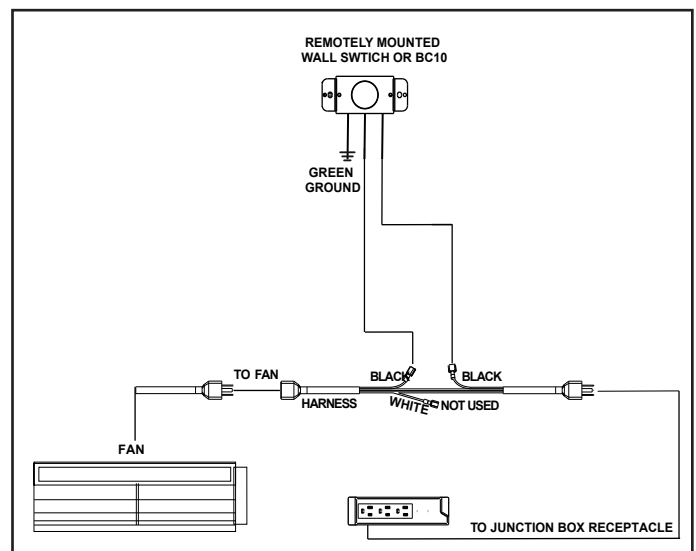 REMOTELY MOUNTED
WALL SWTICH OR BC10
GREEN
GROUND
TO FAN
BLACK
BLACK
HARNESS
WHITE
NOT USED
FAN
TO JUNCTION BOX RECEPTACLE